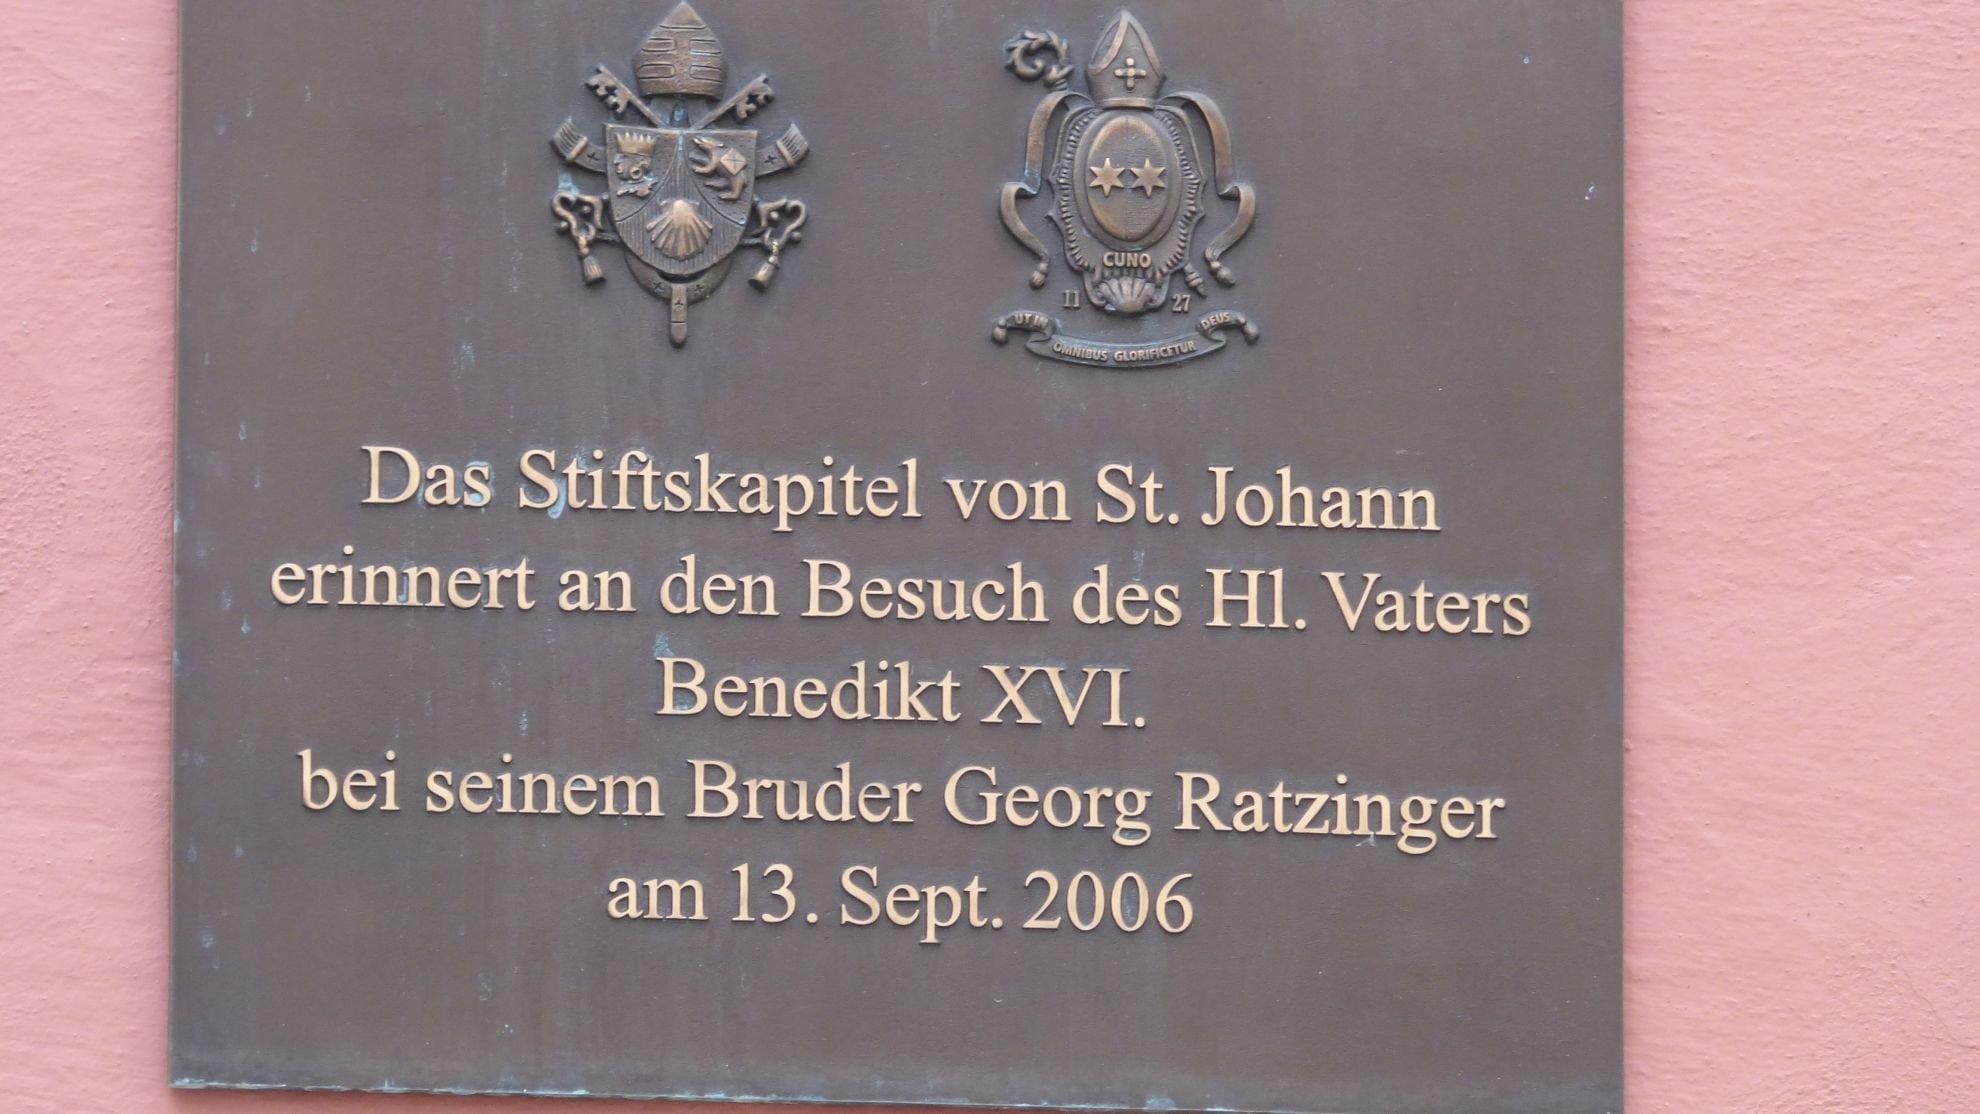 CUNO
11 27
UT IN OMNIBUS GLORIFICETUR DEUS
Das Stiftskapitel von St. Johann
erinnert an den Besuch des Hl. Vaters
Benedikt XVI.
bei seinem Bruder Georg Ratzinger
am 13. Sept. 2006